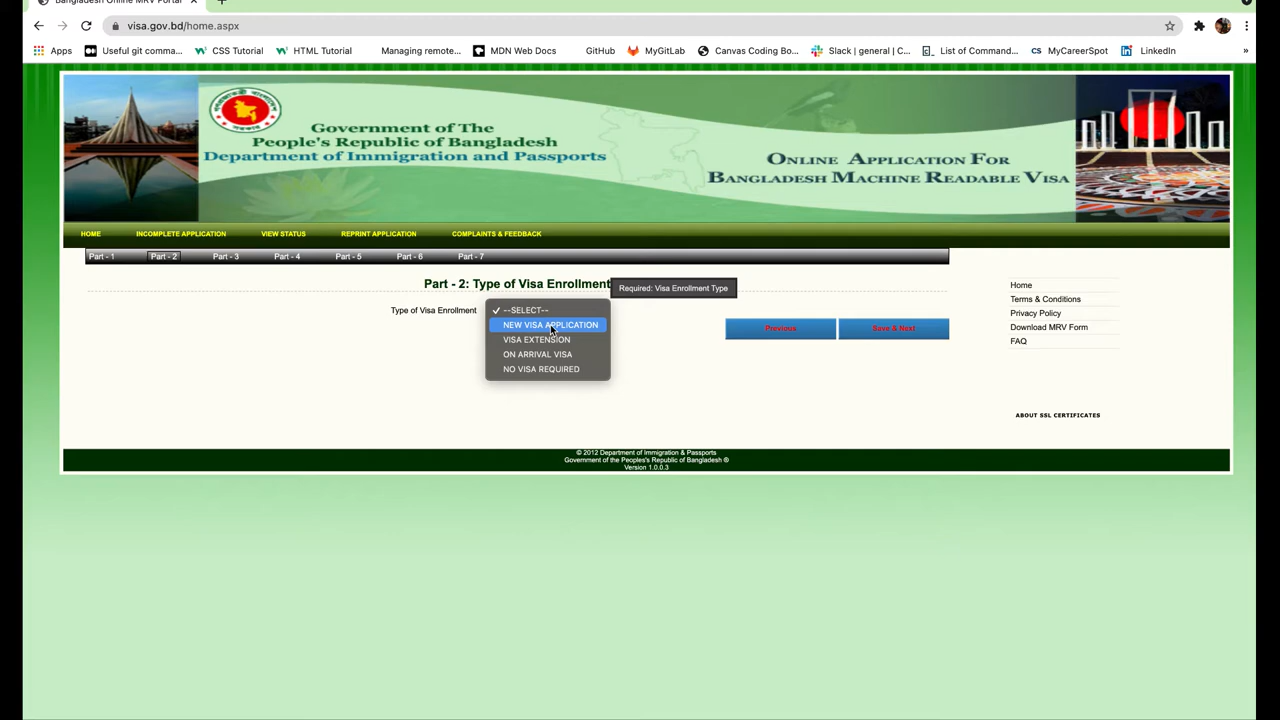 Bangladesh Online MRV Portal
visa.gov.bd/home.aspx
Apps Useful git comma... CSS Tutorial HTML Tutorial Managing remote... MDN Web Docs GitHub MyGitLab Canvas Coding Bo... Slack | general | C... List of Command... MyCareerSpot LinkedIn »
Government of The
People's Republic of Bangladesh
Department of Immigration and Passports
Online Application For
Bangladesh Machine Readable Visa
HOME INCOMPLETE APPLICATION VIEW STATUS REPRINT APPLICATION COMPLAINTS & FEEDBACK
Part - 1 Part - 2 Part - 3 Part - 4 Part - 5 Part - 6 Part - 7
Part - 2: Type of Visa Enrollment
Required: Visa Enrollment Type
Type of Visa Enrollment
--SELECT--
NEW VISA APPLICATION
VISA EXTENSION
ON ARRIVAL VISA
NO VISA REQUIRED
Previous Save & Next
Home
Terms & Conditions
Privacy Policy
Download MRV Form
FAQ
ABOUT SSL CERTIFICATES
© 2012 Department of Immigration & Passports
Government of the Peoples's Republic of Bangladesh ®
Version 1.0.0.3